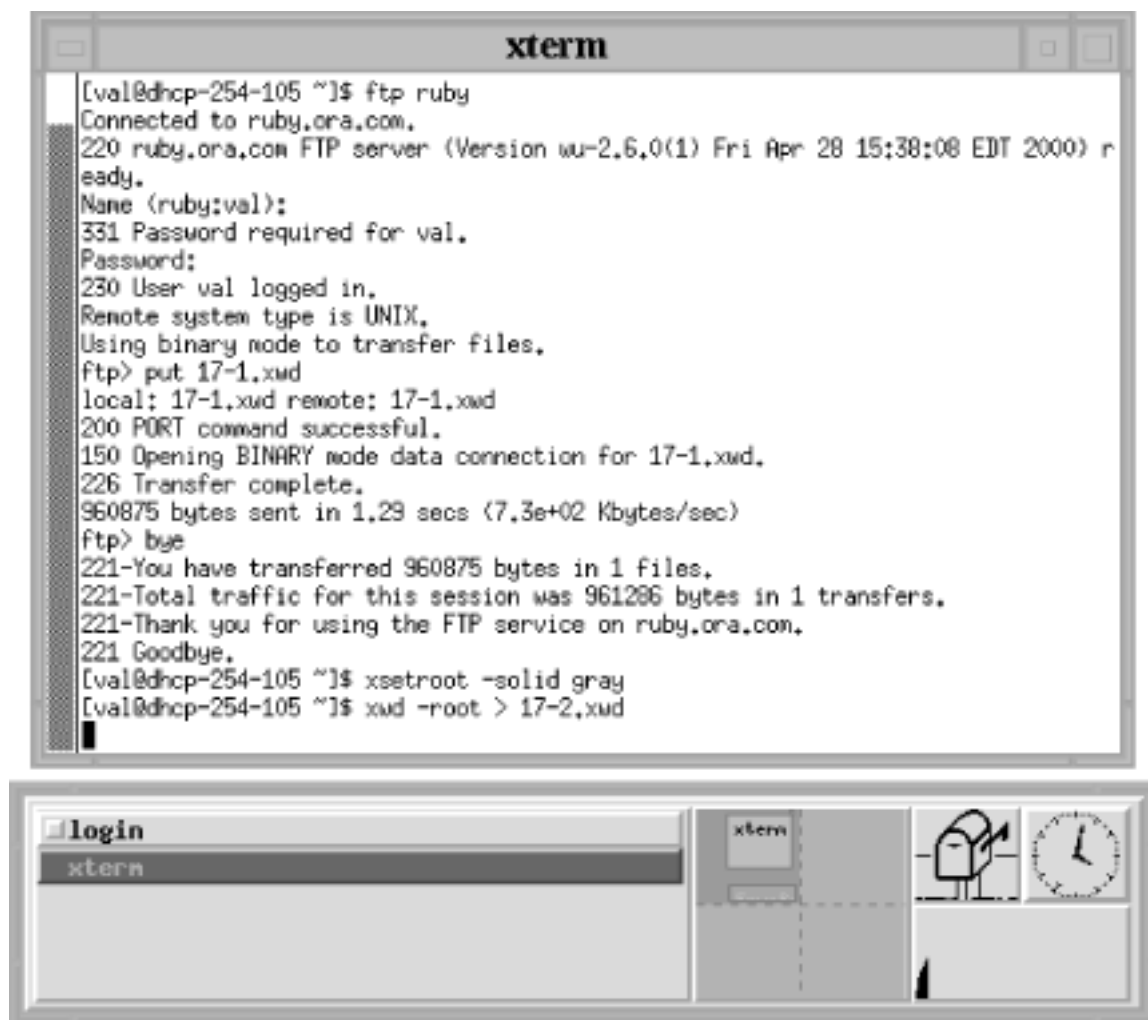 xterm
[val@dhcp-254-105 ~]$ ftp ruby
Connected to ruby.ora.com.
220 ruby.ora.com FTP server (Version wu-2.6.0(1) Fri Apr 28 15:38:08 EDT 2000) r
eady.
Name (ruby:val):
331 Password required for val.
Password:
230 User val logged in.
Remote system type is UNIX.
Using binary mode to transfer files.
ftp> put 17-1.xwd
local: 17-1.xwd remote: 17-1.xwd
200 PORT command successful.
150 Opening BINARY mode data connection for 17-1.xwd.
226 Transfer complete.
960875 bytes sent in 1.29 secs (7.3e+02 Kbytes/sec)
ftp> bye
221-You have transferred 960875 bytes in 1 files.
221-Total traffic for this session was 961286 bytes in 1 transfers.
221-Thank you for using the FTP service on ruby.ora.com.
221 Goodbye.
[val@dhcp-254-105 ~]$ xsetroot -solid gray
[val@dhcp-254-105 ~]$ xwd -root > 17-2.xwd
login
xterm
xterm